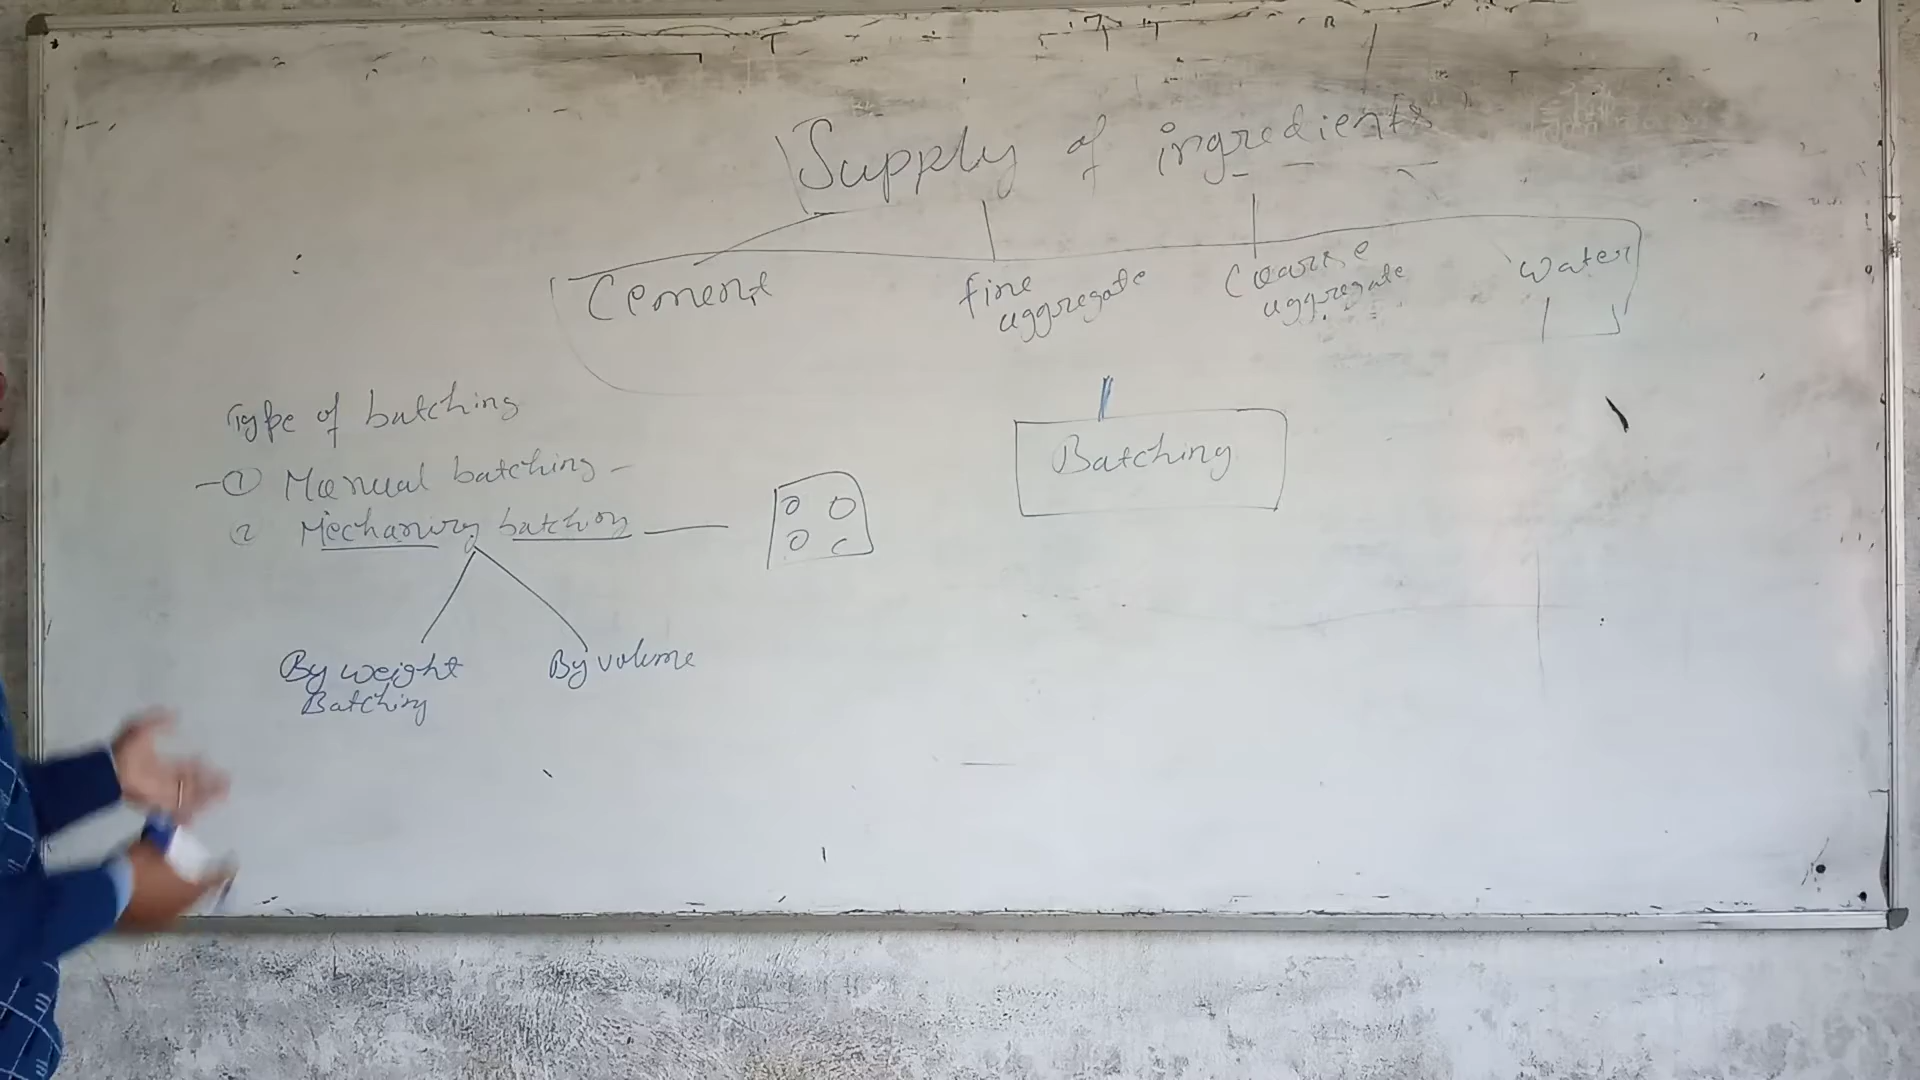 Supply of ingredients
Cement
fine
aggregate
Coarse
aggregate
water
Type of batching
① Manual batching
② batching
Batching
By weight
Batching
By volume